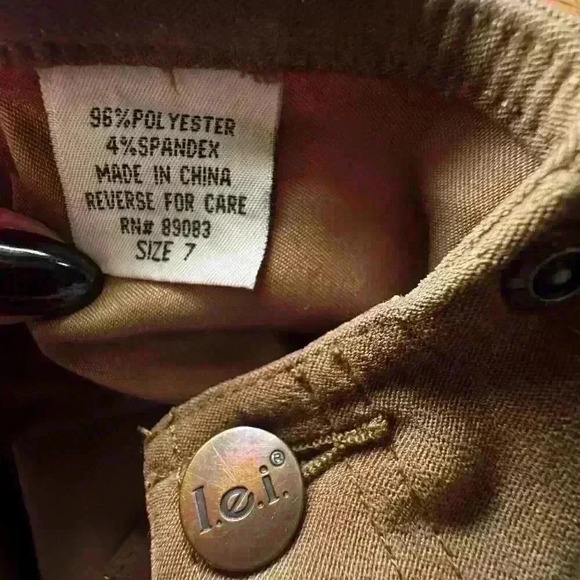 96%POLYESTER
4%SPANDEX
MADE IN CHINA
REVERSE FOR CARE
RN# 89083
SIZE 7
l.e.i.®